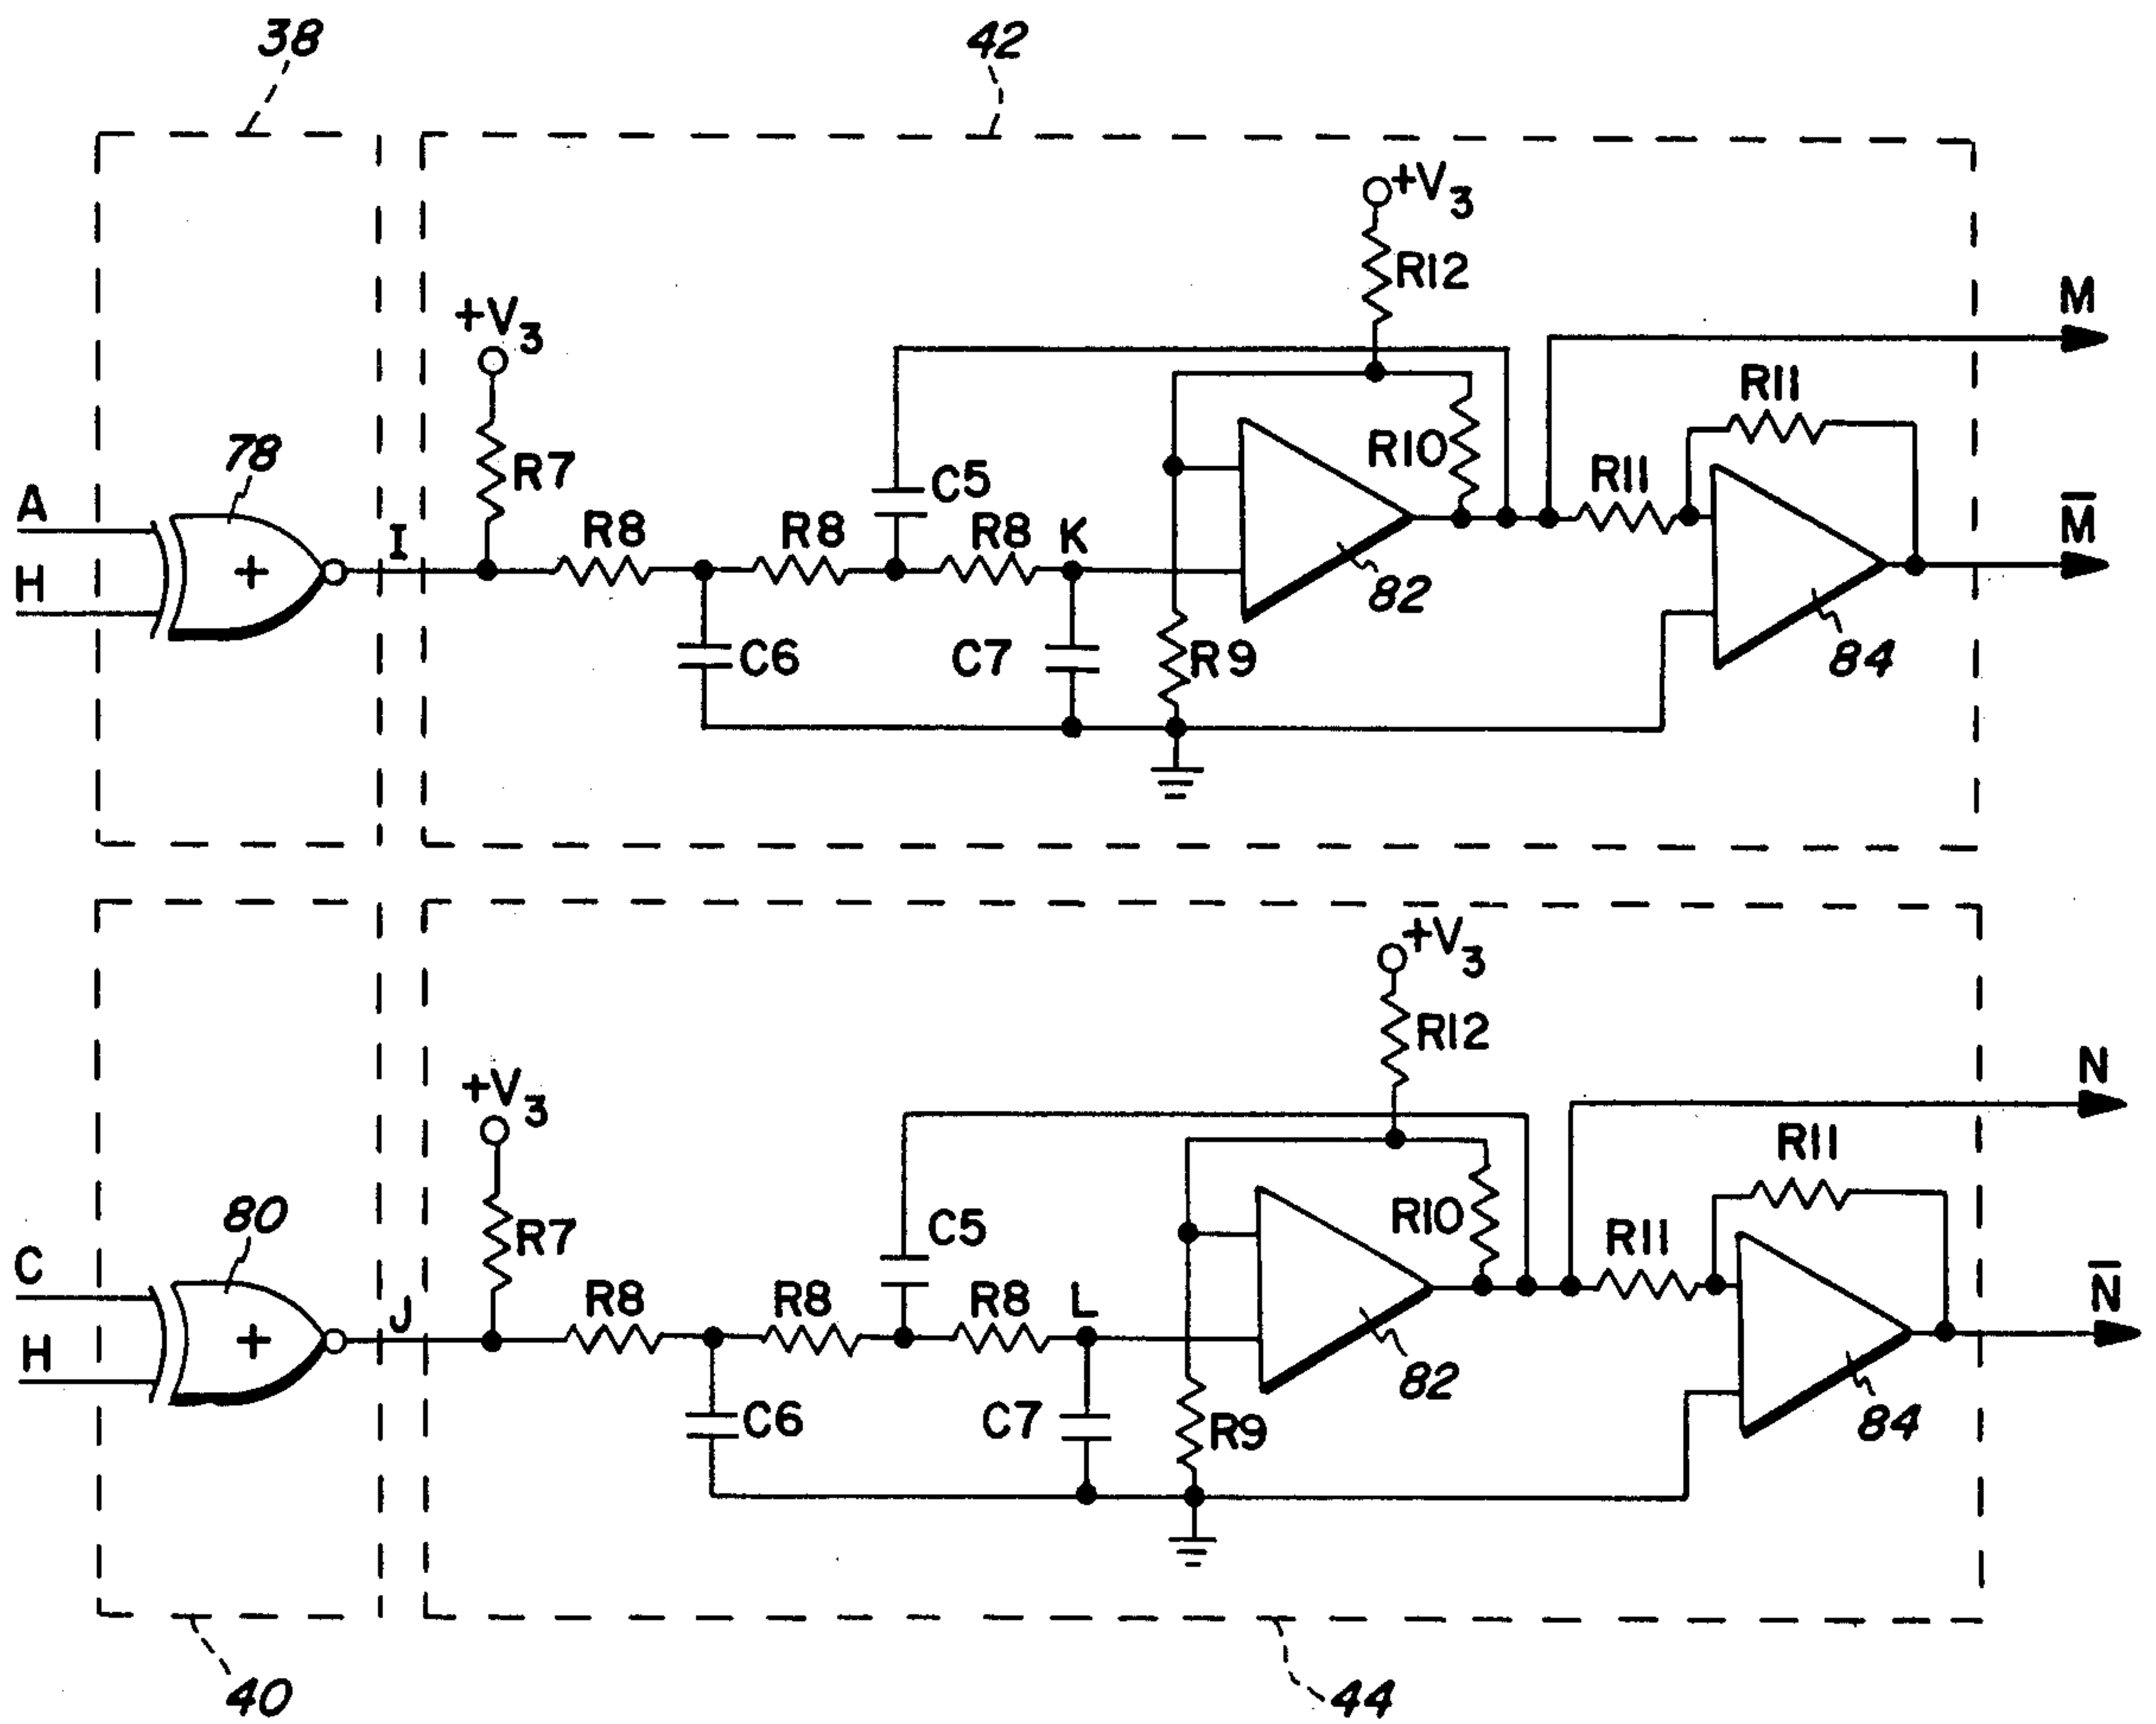 38
42
+V3
R12
M
+V3
R11
78
R7
R10
A
C5
R11
M̅
I
R8
R8
R8
K
+
H
82
C6
C7
R9
84
+V3
R12
N
+V3
R11
80
R7
C5
R10
R11
C
N̅
J
R8
R8
R8
L
+
H
82
C6
C7
R9
84
40
44